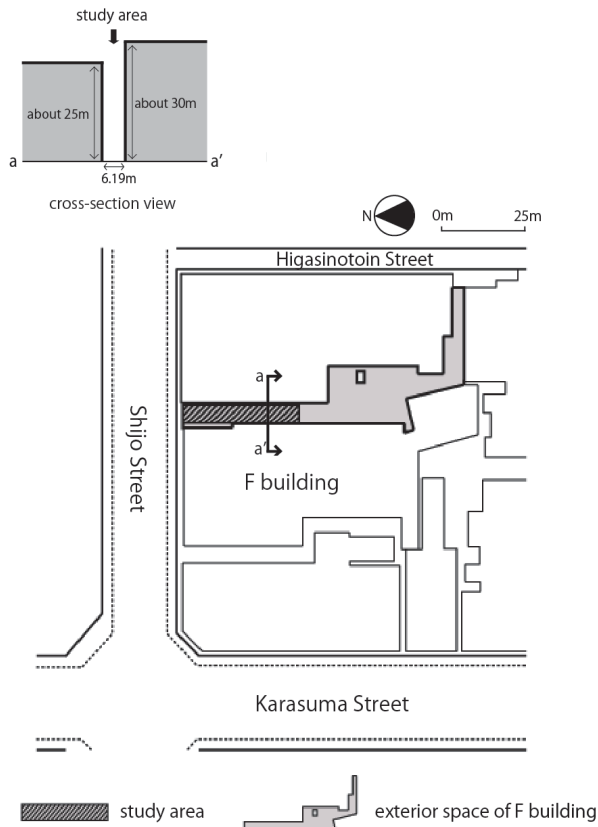 study area
about 25m
about 30m
a
a'
6.19m
cross-section view
N
0m
25m
Higasinotoin Street
a
a'
Shijo Street
F building
Karasuma Street
study area
exterior space of F building